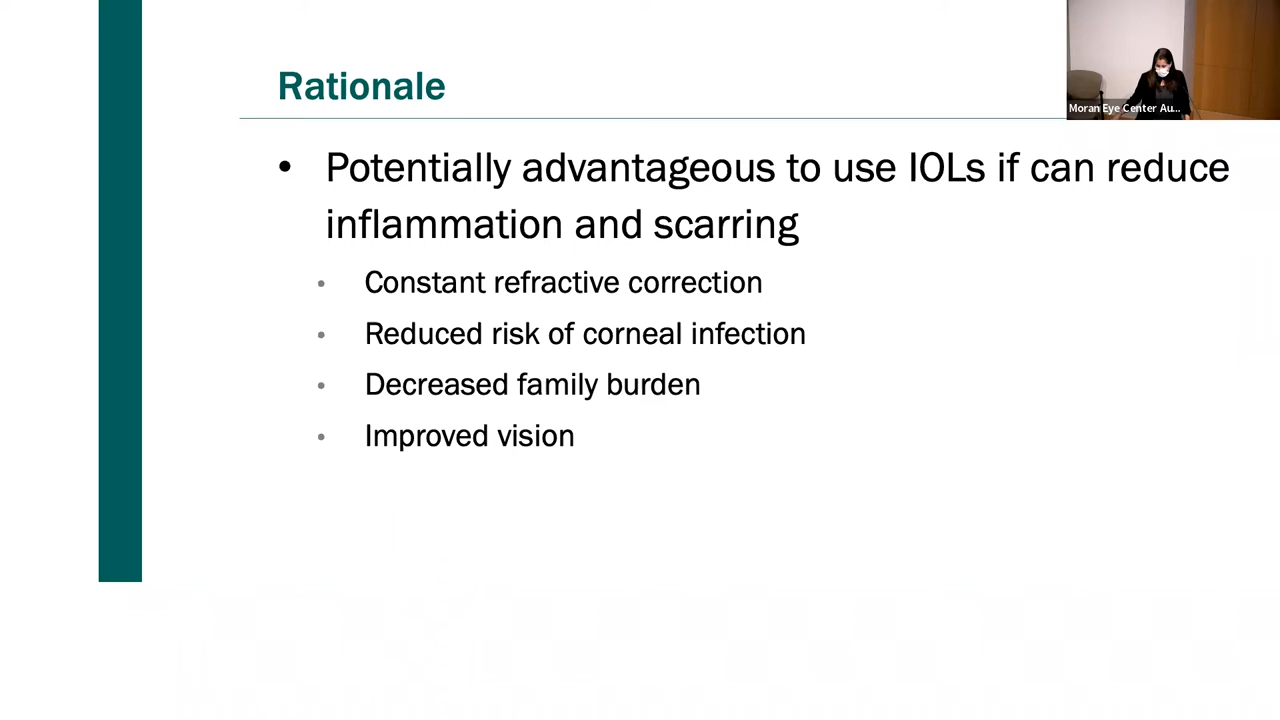 Rationale
Moran Eye Center Au...
• Potentially advantageous to use IOLs if can reduce
inflammation and scarring
• Constant refractive correction
• Reduced risk of corneal infection
• Decreased family burden
• Improved vision